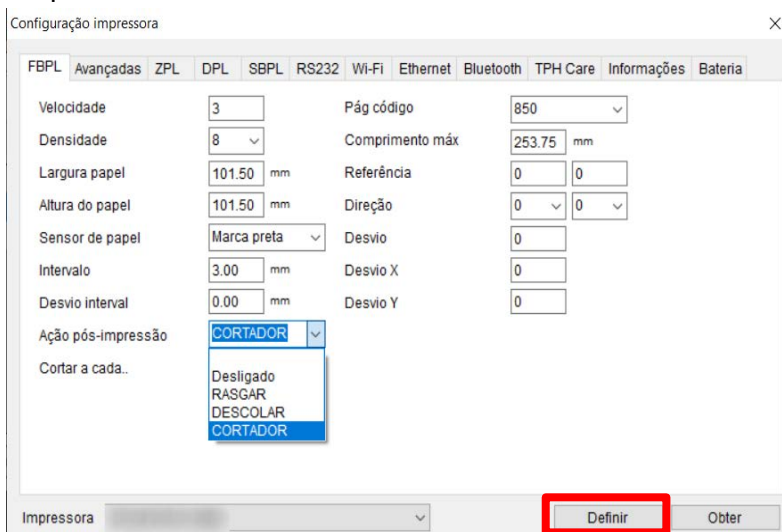 Configuração impressora
FBPL Avançadas ZPL DPL SBPL RS232 Wi-Fi Ethernet Bluetooth TPH Care Informações Bateria
Velocidade 3 Pág código 850
Densidade 8 Comprimento máx 253.75 mm
Largura papel 101.50 mm Referência 0 0
Altura do papel 101.50 mm Direção 0 0
Sensor de papel Marca preta Desvio 0
Intervalo 3.00 mm Desvio X 0
Desvio interval 0.00 mm Desvio Y 0
Ação pós-impressão CORTADOR
Cortar a cada..
Desligado
RASGAR
DESCOLAR
CORTADOR
Impressora Definir Obter